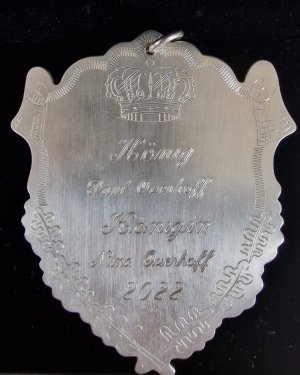 König
Paul Overhoff
Königin
Nina Overhoff
2022